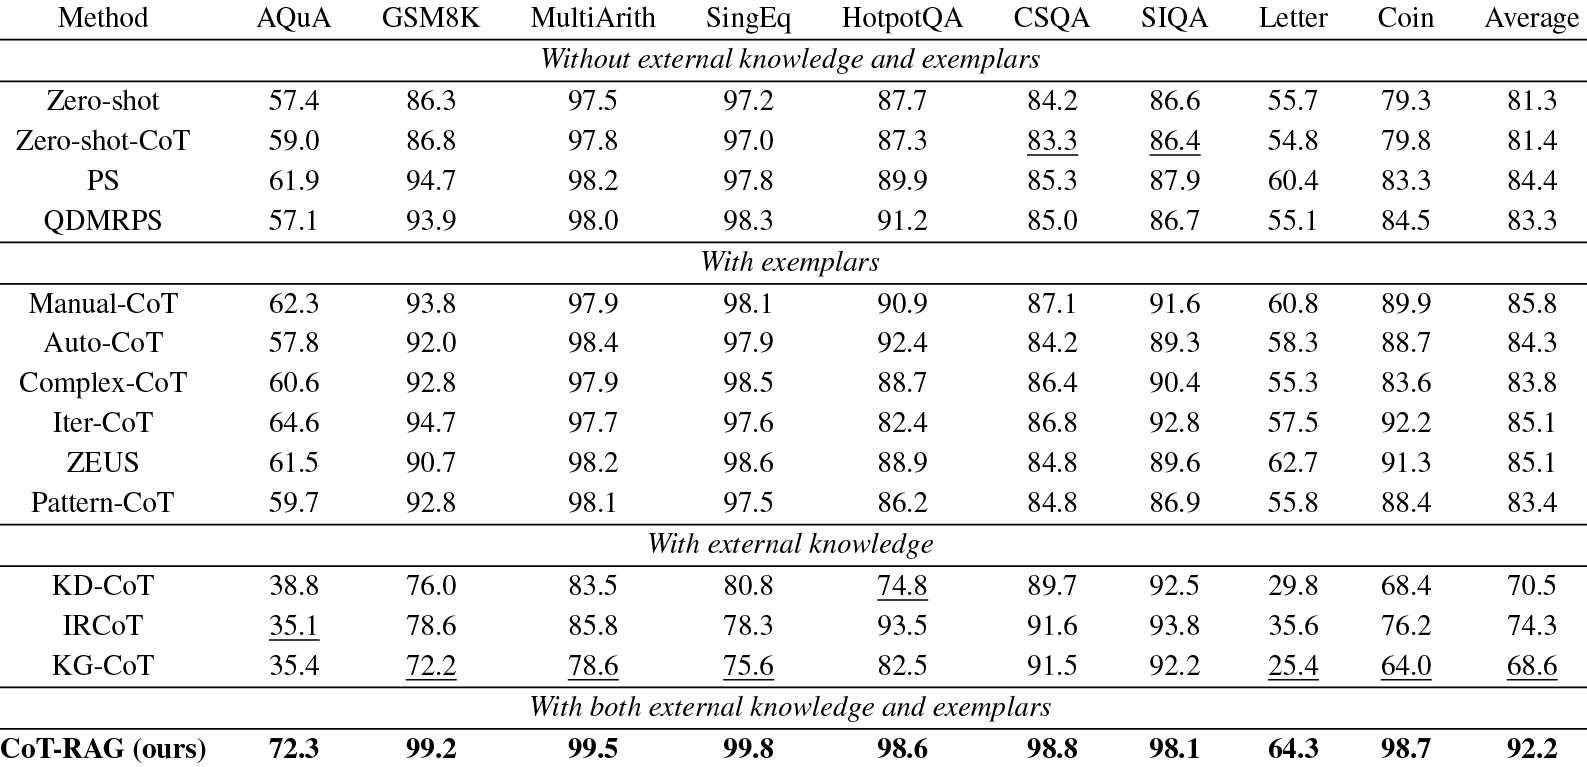 Method AQuA GSM8K MultiArith SingEq HotpotQA CSQA SIQA Letter Coin Average
Without external knowledge and exemplars
Zero-shot 57.4 86.3 97.5 97.2 87.7 84.2 86.6 55.7 79.3 81.3
Zero-shot-CoT 59.0 86.8 97.8 97.0 87.3 83.3 86.4 54.8 79.8 81.4
PS 61.9 94.7 98.2 97.8 89.9 85.3 87.9 60.4 83.3 84.4
QDMRPS 57.1 93.9 98.0 98.3 91.2 85.0 86.7 55.1 84.5 83.3
With exemplars
Manual-CoT 62.3 93.8 97.9 98.1 90.9 87.1 91.6 60.8 89.9 85.8
Auto-CoT 57.8 92.0 98.4 97.9 92.4 84.2 89.3 58.3 88.7 84.3
Complex-CoT 60.6 92.8 97.9 98.5 88.7 86.4 90.4 55.3 83.6 83.8
Iter-CoT 64.6 94.7 97.7 97.6 82.4 86.8 92.8 57.5 92.2 85.1
ZEUS 61.5 90.7 98.2 98.6 88.9 84.8 89.6 62.7 91.3 85.1
Pattern-CoT 59.7 92.8 98.1 97.5 86.2 84.8 86.9 55.8 88.4 83.4
With external knowledge
KD-CoT 38.8 76.0 83.5 80.8 74.8 89.7 92.5 29.8 68.4 70.5
IRCoT 35.1 78.6 85.8 78.3 93.5 91.6 93.8 35.6 76.2 74.3
KG-CoT 35.4 72.2 78.6 75.6 82.5 91.5 92.2 25.4 64.0 68.6
With both external knowledge and exemplars
CoT-RAG (ours) 72.3 99.2 99.5 99.8 98.6 98.8 98.1 64.3 98.7 92.2